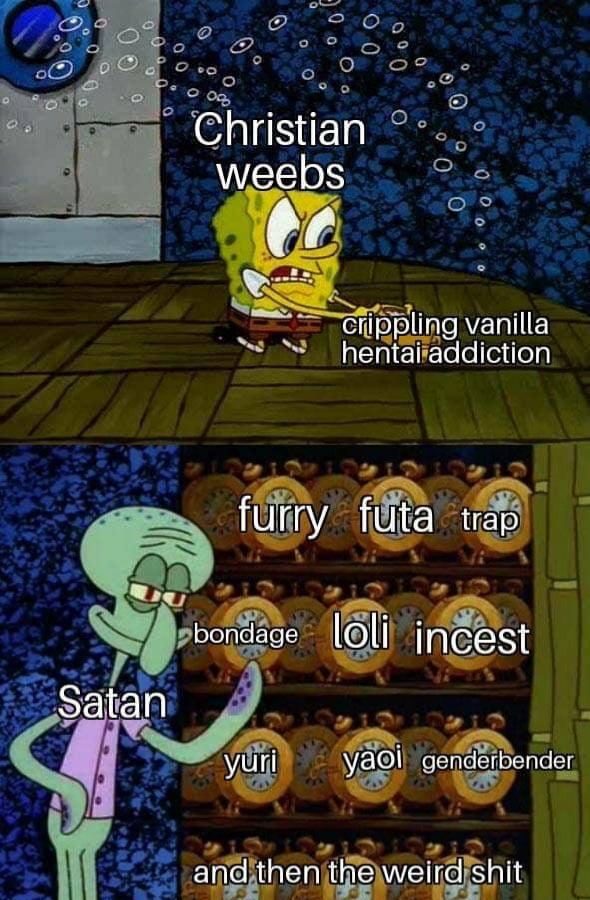 Christian
weebs
crippling vanilla
hentai addiction
furry futa trap
bondage loli incest
Satan
yuri yaoi genderbender
and then the weird shit